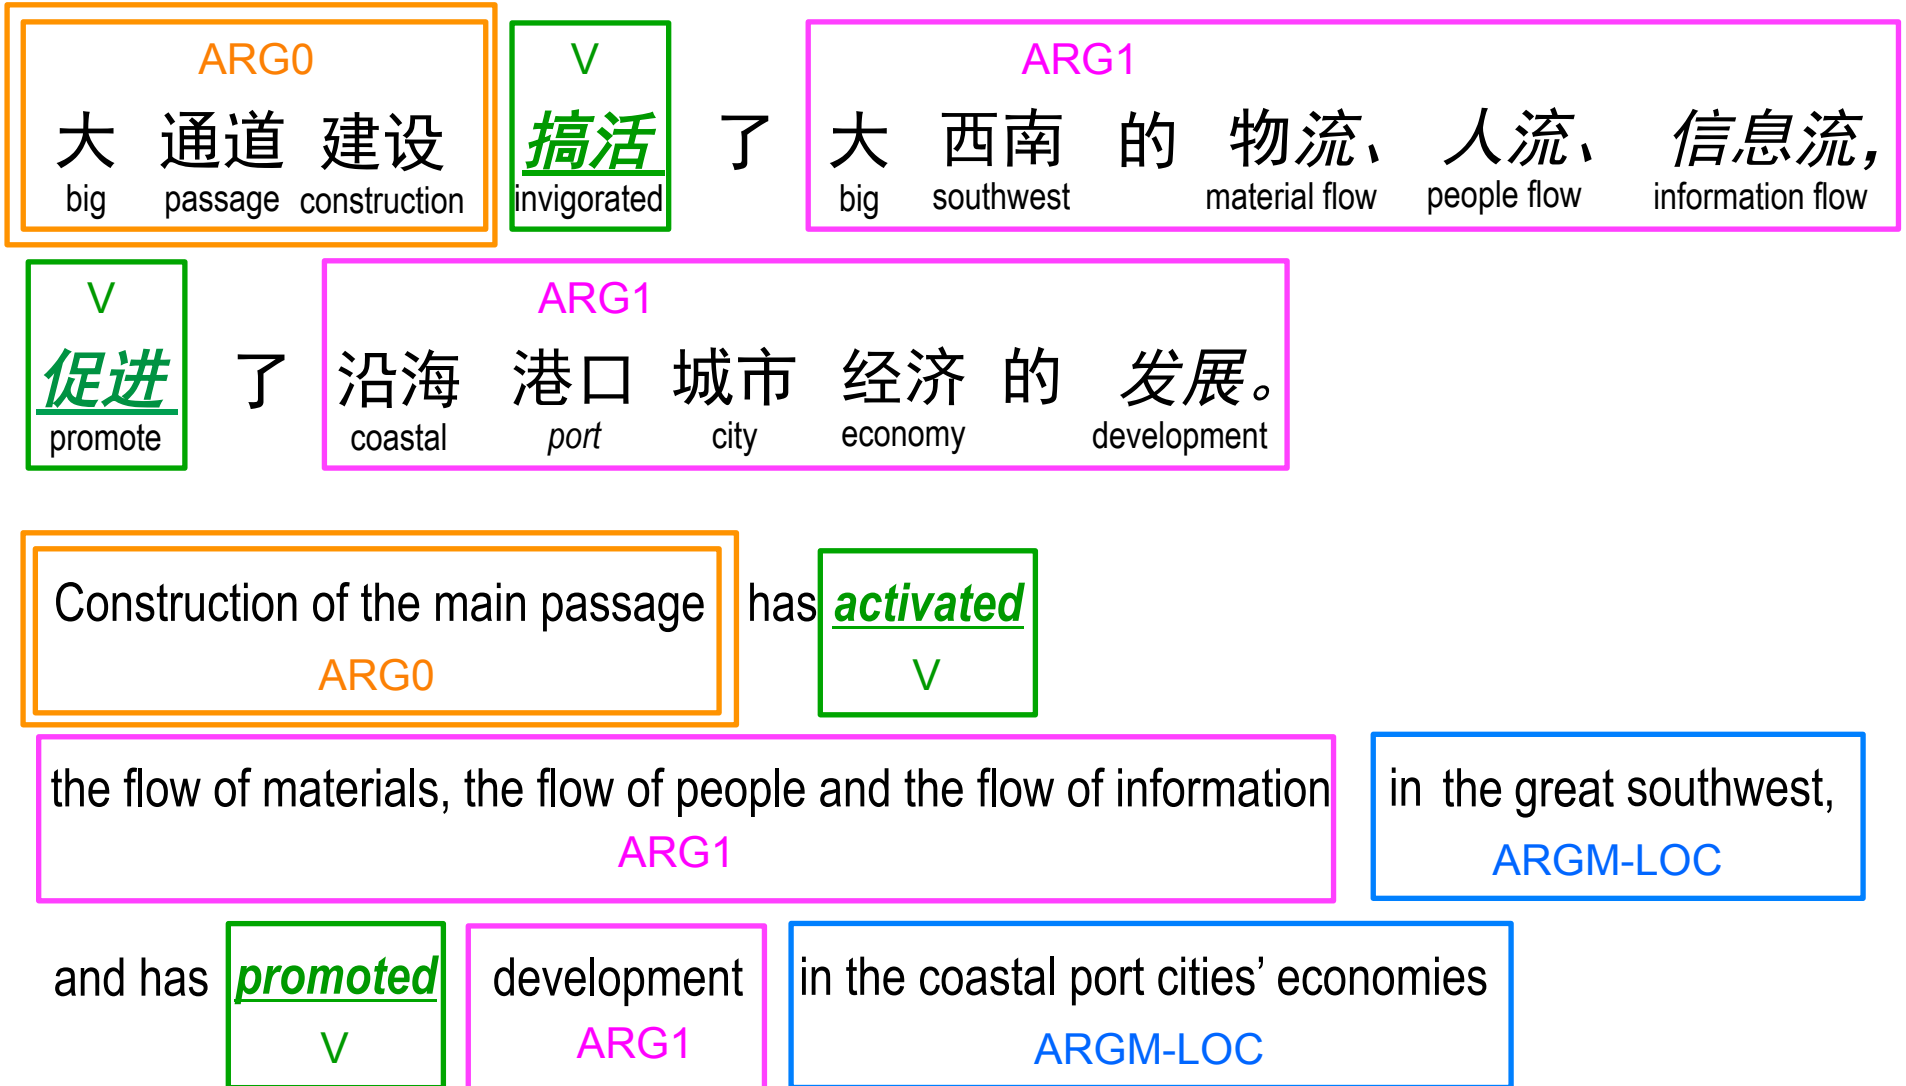 ARG0 V ARG1
大 通道 建设 搞活 了 大 西南 的 物流、 人流、 信息流,
big passage construction invigorated big southwest material flow people flow information flow
V ARG1
促进 了 沿海 港口 城市 经济 的 发展。
promote coastal port city economy development
Construction of the main passage has activated
ARG0 V
the flow of materials, the flow of people and the flow of information in the great southwest,
ARG1 ARGM-LOC
and has promoted development in the coastal port cities’ economies
V ARG1 ARGM-LOC